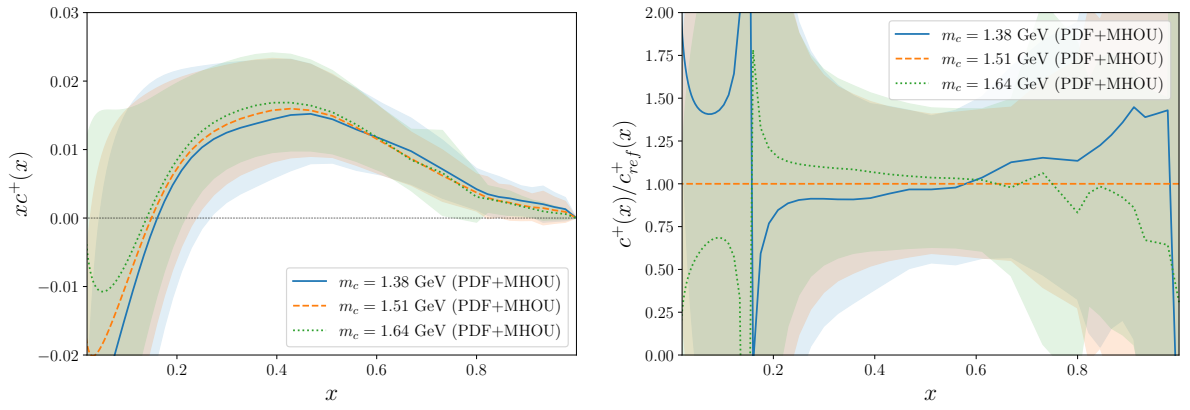 0.03
0.02
0.01
0.00
−0.01
−0.02
xc⁺(x)
0.2 0.4 0.6 0.8
x
m_c = 1.38 GeV (PDF+MHOU)
m_c = 1.51 GeV (PDF+MHOU)
m_c = 1.64 GeV (PDF+MHOU)
2.00
1.75
1.50
1.25
1.00
0.75
0.50
0.25
0.00
c⁺(x)/c⁺_ref(x)
0.2 0.4 0.6 0.8
x
m_c = 1.38 GeV (PDF+MHOU)
m_c = 1.51 GeV (PDF+MHOU)
m_c = 1.64 GeV (PDF+MHOU)